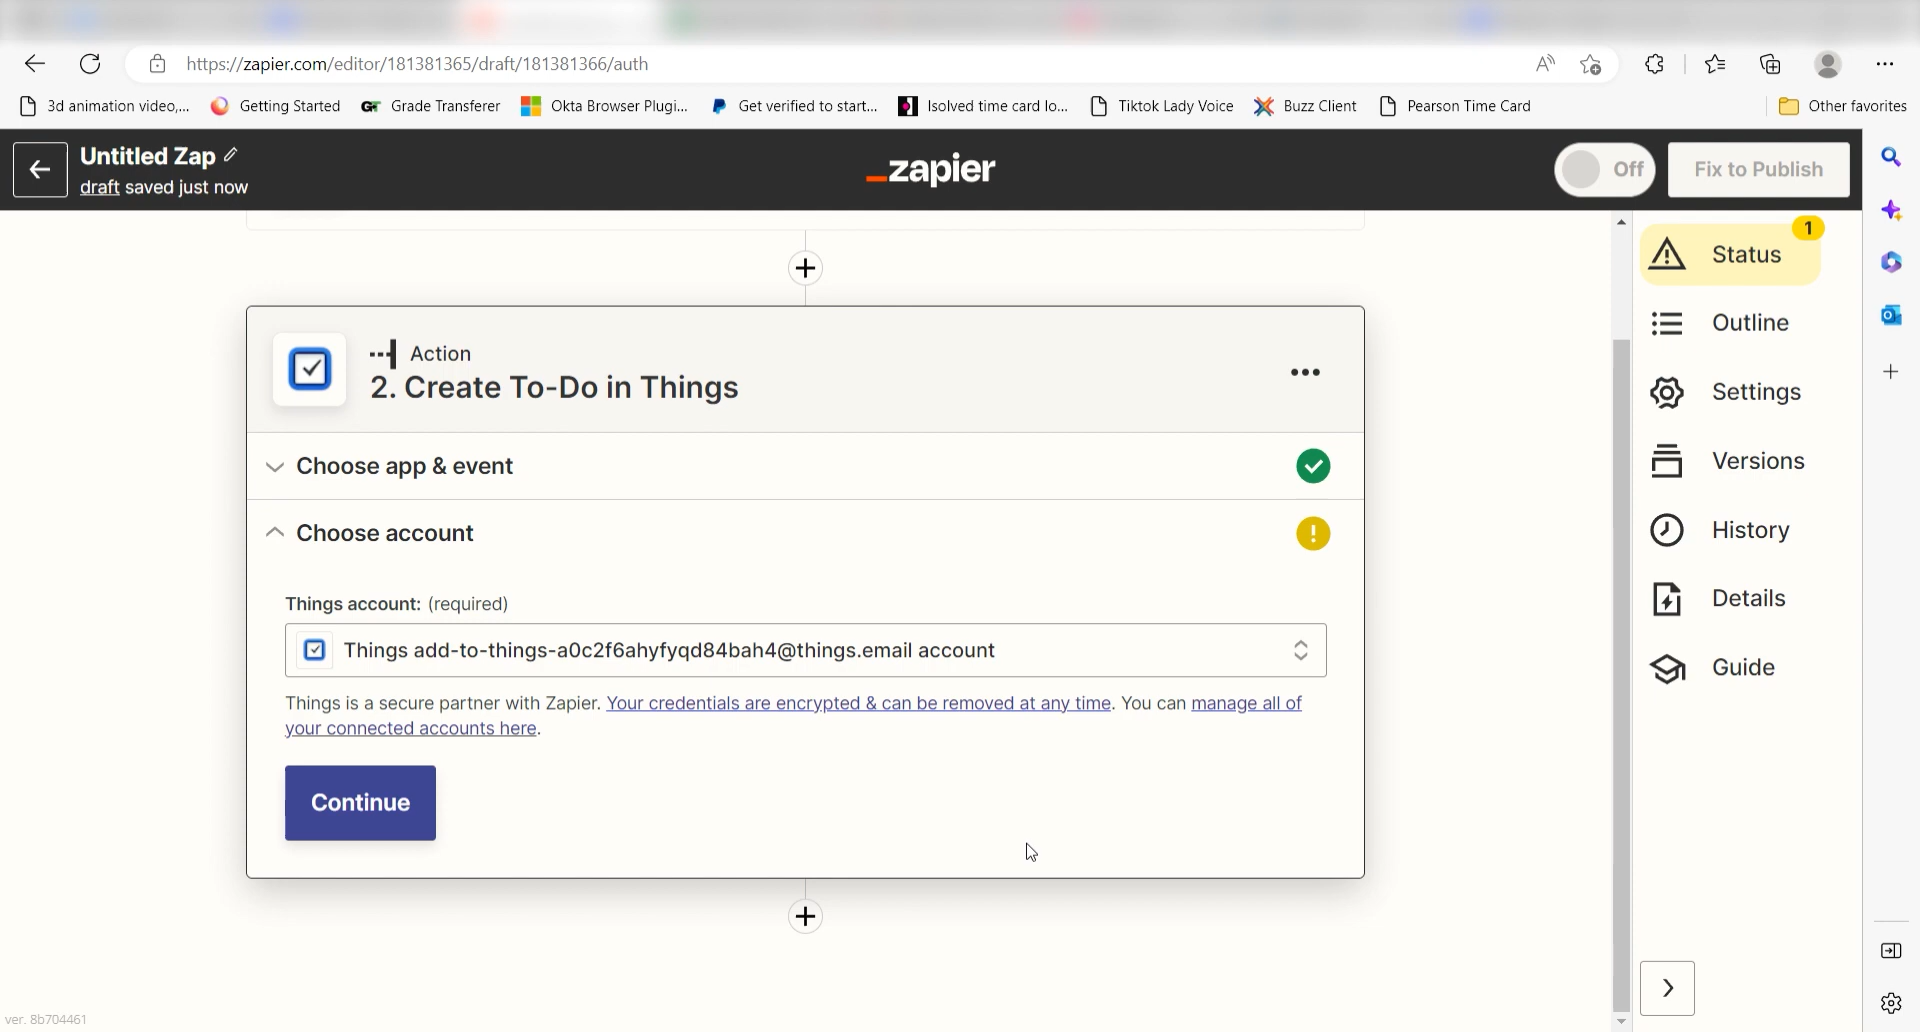 https://zapier.com/editor/181381365/draft/181381366/auth
3d animation video,... Getting Started GT Grade Transferer Okta Browser Plugi... Get verified to start... Isolved time card lo... Tiktok Lady Voice Buzz Client Pearson Time Card Other favorites
Untitled Zap
draft saved just now
_zapier
Off
Fix to Publish
1
Status
Outline
Settings
Versions
History
Details
Guide
Action
2. Create To-Do in Things
Choose app & event
Choose account
Things account: (required)
Things add-to-things-a0c2f6ahyfyqd84bah4@things.email account
Things is a secure partner with Zapier. Your credentials are encrypted & can be removed at any time. You can manage all of
your connected accounts here.
Continue
ver. 8b704461